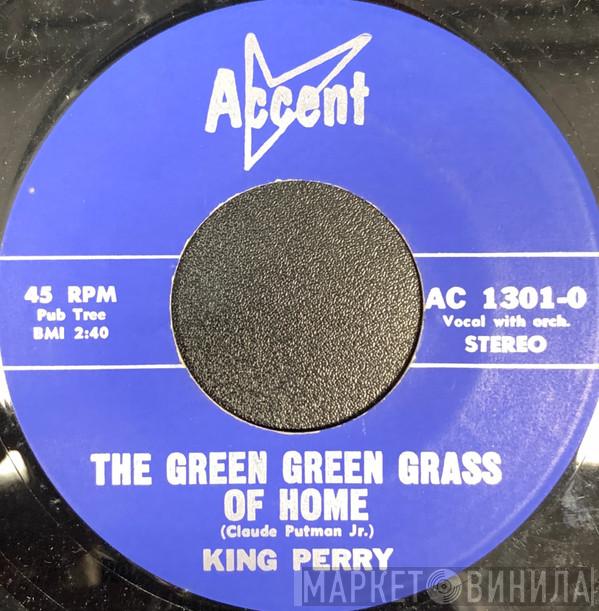 Accent
45 RPM
Pub Tree
BMI 2:40
AC 1301-0
Vocal with orch.
STEREO
THE GREEN GREEN GRASS
OF HOME
(Claude Putman Jr.)
KING PERRY
МАРКЕТ ВИНИЛА